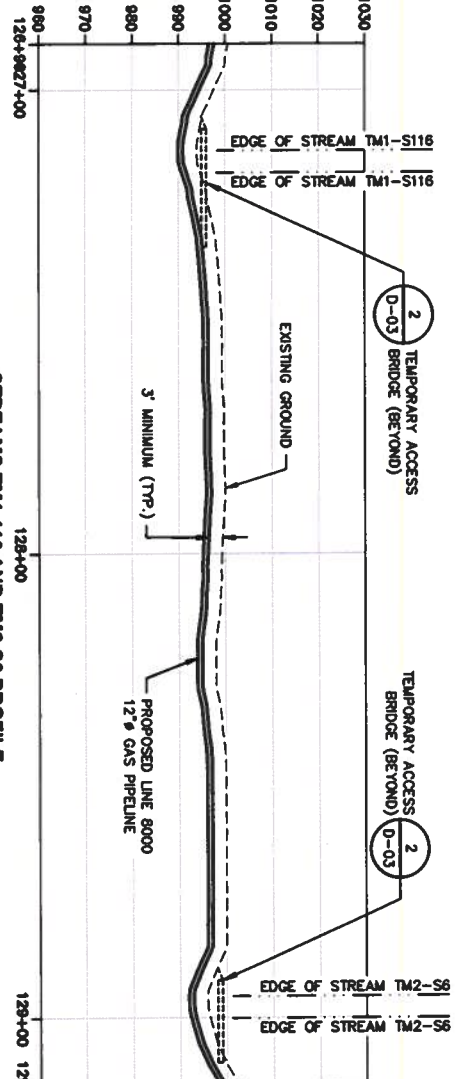 960
970
980
990
1000
1010
1020
1030
126+90
27+00
128+00
129+00
EDGE OF STREAM TM1-S116
EDGE OF STREAM TM1-S116
2
D-03
TEMPORARY ACCESS
BRIDGE (BEYOND)
EXISTING GROUND
3' MINIMUM (TYP.)
PROPOSED LINE 8000
12"ø GAS PIPELINE
TEMPORARY ACCESS
BRIDGE (BEYOND)
2
D-03
EDGE OF STREAM TM2-S6
EDGE OF STREAM TM2-S6